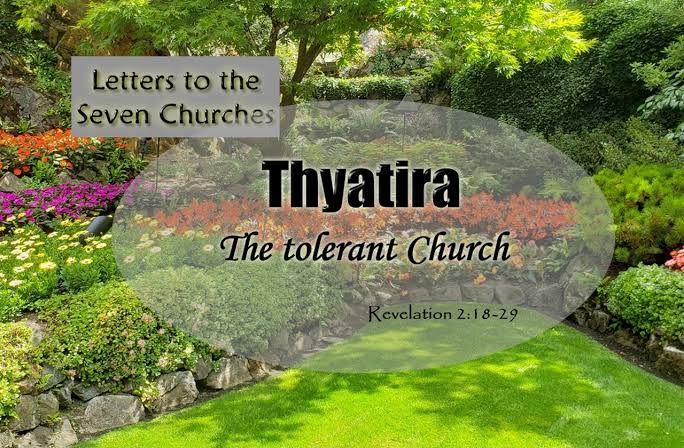 Letters to the
Seven Churches
Thyatira
The tolerant Church
Revelation 2:18-29